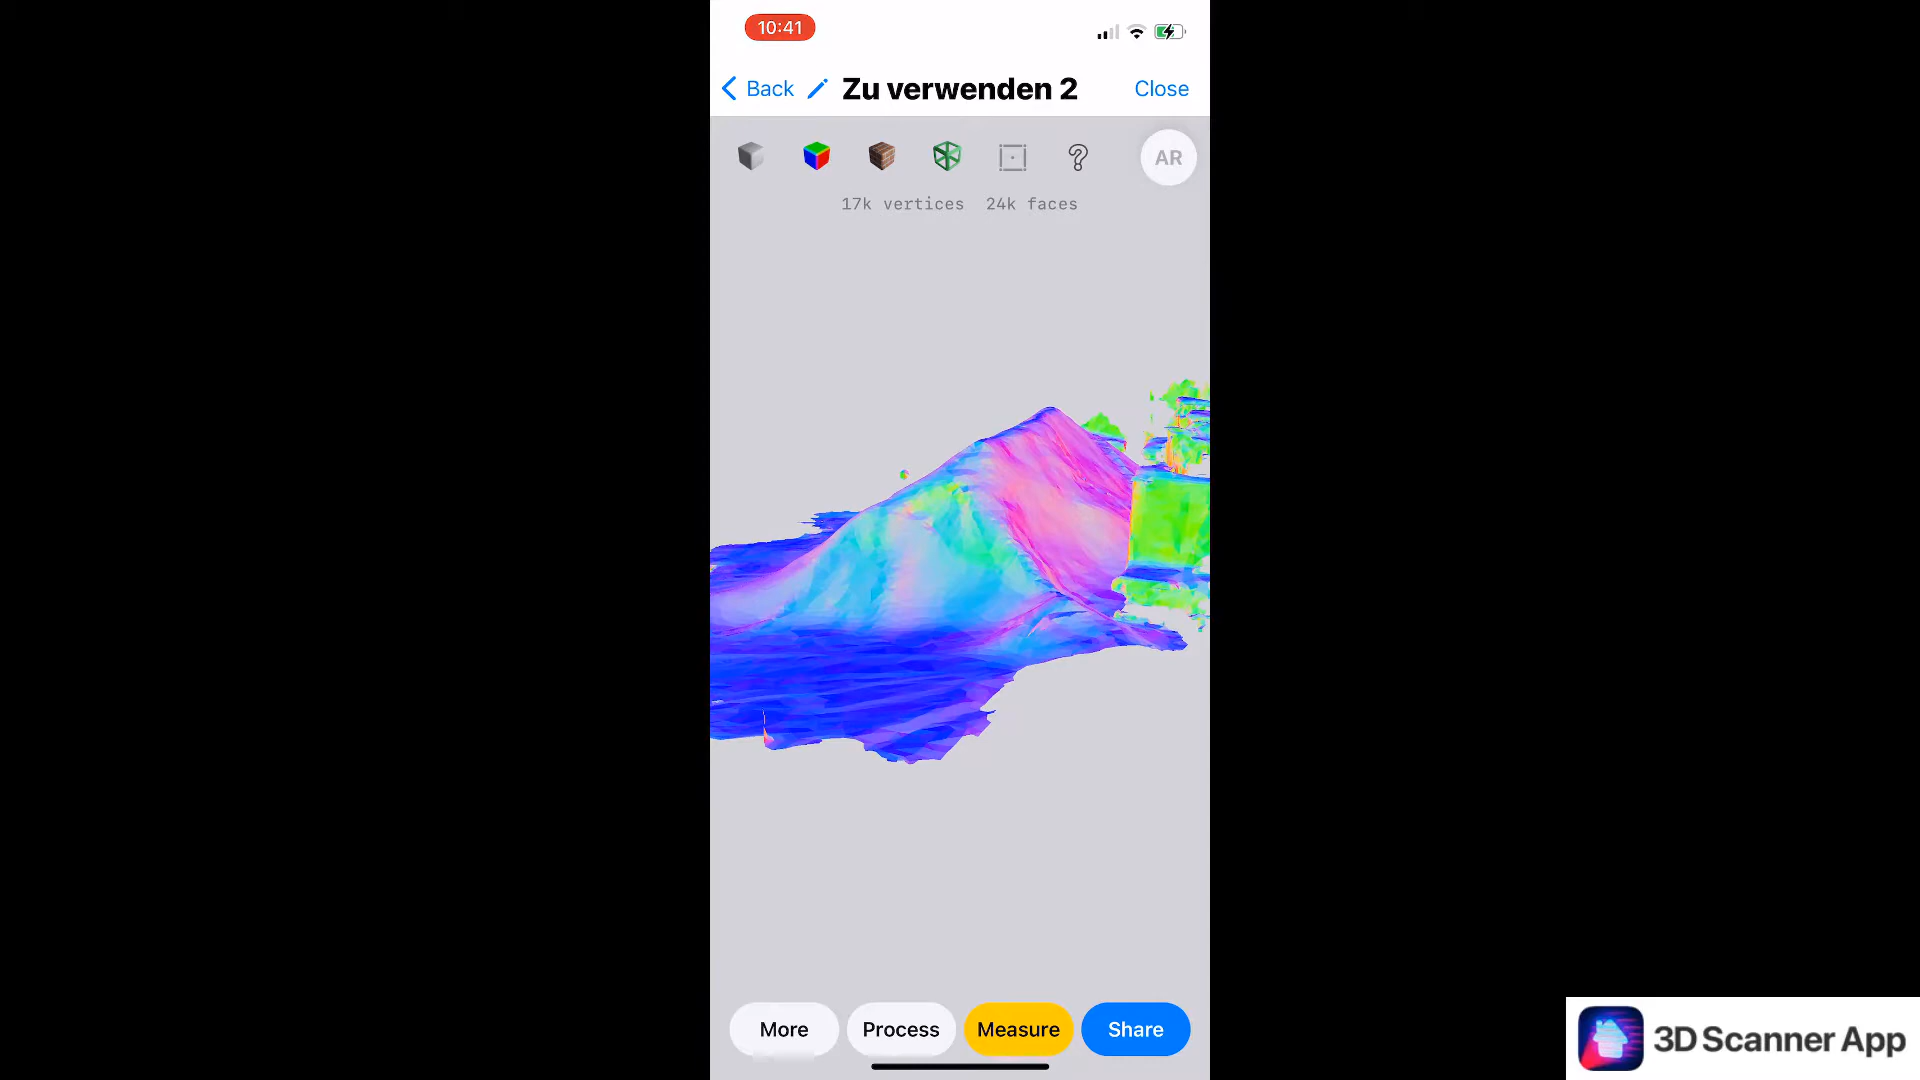 10:41
Back
Zu verwenden 2
Close
AR
17k vertices 24k faces
More
Process
Measure
Share
3D Scanner App